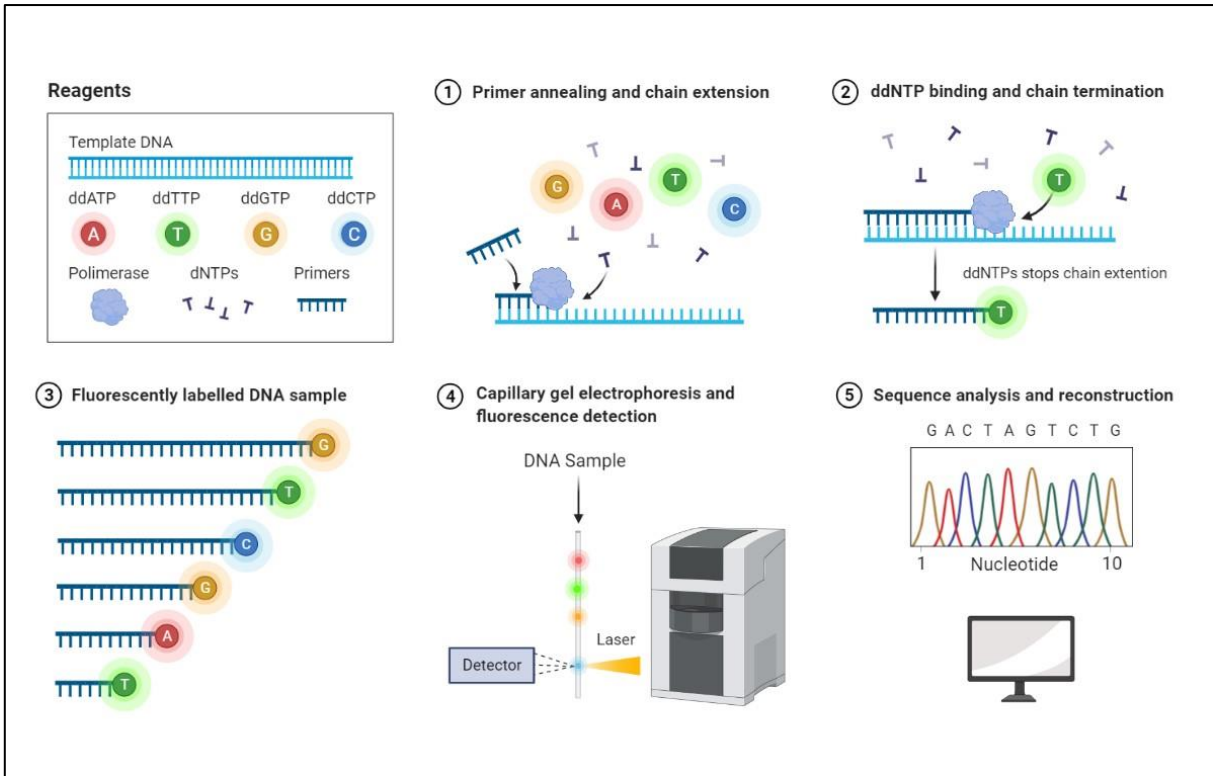 Reagents
Template DNA
ddATP ddTTP ddGTP ddCTP
A T G C
Polimerase dNTPs Primers
1 Primer annealing and chain extension
G A T C
2 ddNTP binding and chain termination
T
ddNTPs stops chain extention
T
3 Fluorescently labelled DNA sample
G
T
C
G
A
T
4 Capillary gel electrophoresis and
fluorescence detection
DNA Sample
Laser
Detector
5 Sequence analysis and reconstruction
G A C T A G T C T G
1 Nucleotide 10